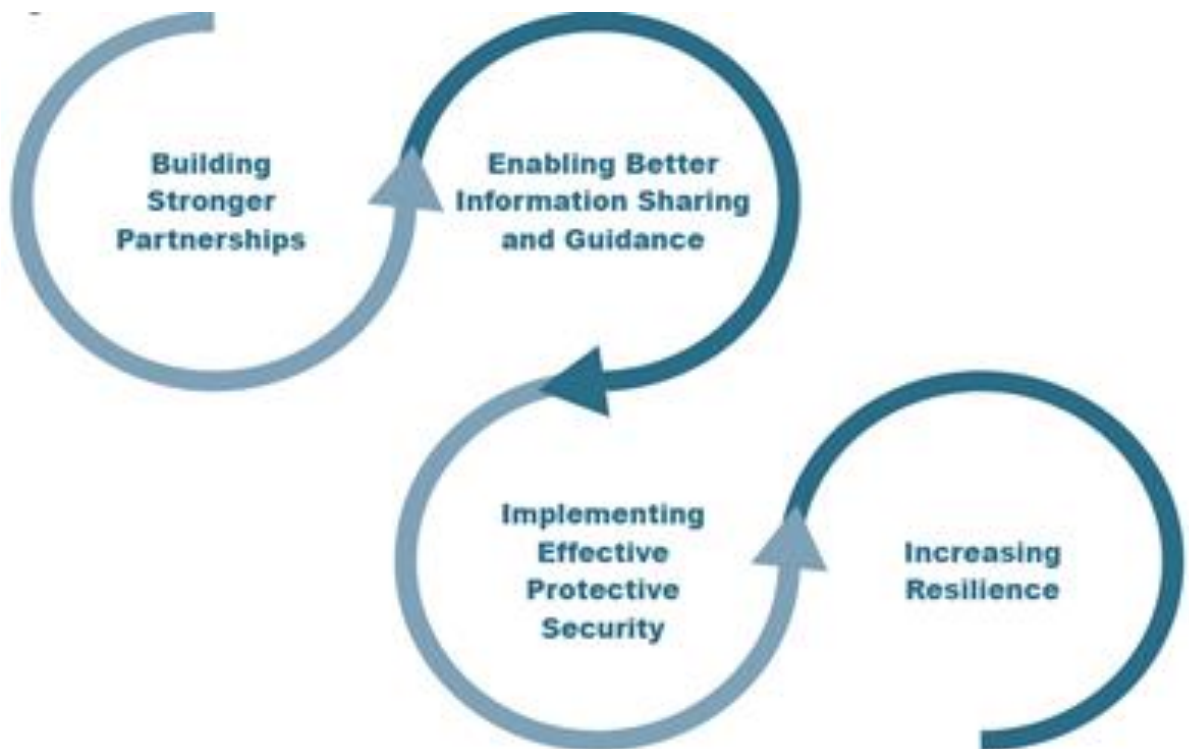 Building
Stronger
Partnerships
Enabling Better
Information Sharing
and Guidance
Implementing
Effective
Protective
Security
Increasing
Resilience